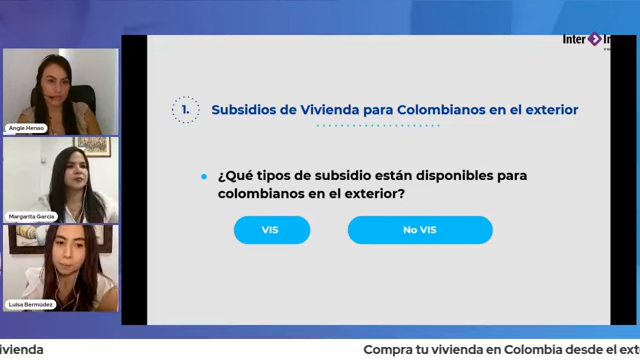 Inter
1.
Subsidios de Vivienda para Colombianos en el exterior
¿Qué tipos de subsidio están disponibles para
colombianos en el exterior?
VIS
No VIS
Angie Henao
Margarita García
Luisa Bermúdez
ivienda
Compra tu vivienda en Colombia desde el ext